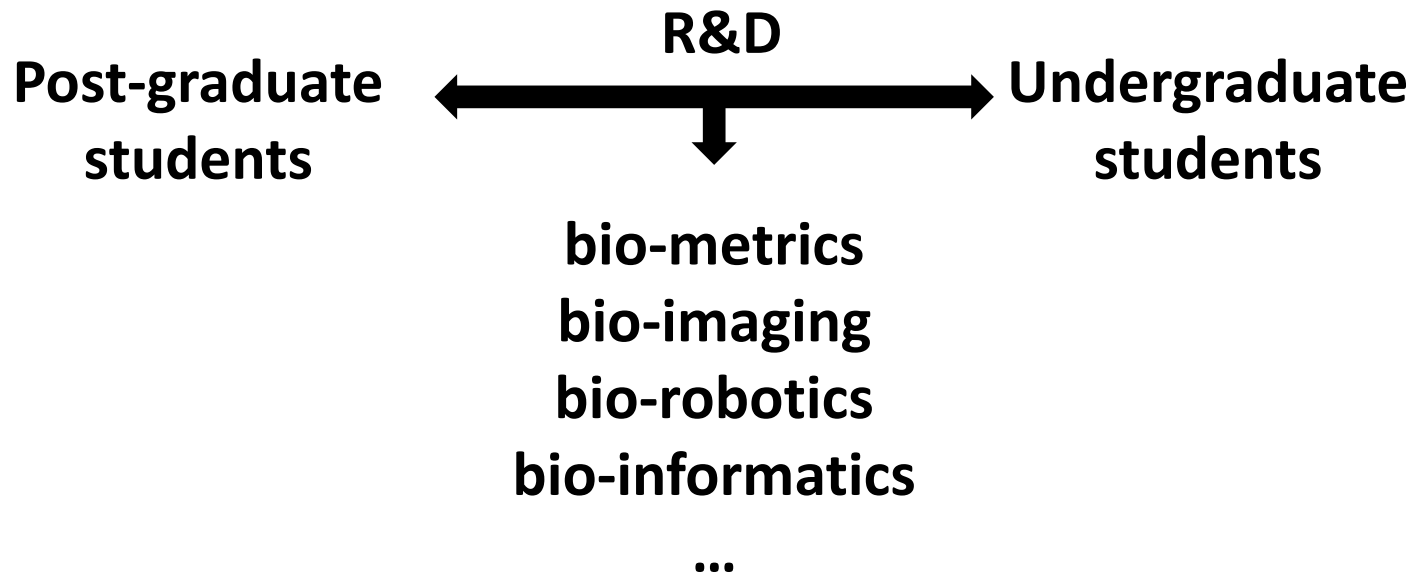 R&D
Post-graduate
students
Undergraduate
students
bio-metrics
bio-imaging
bio-robotics
bio-informatics
...